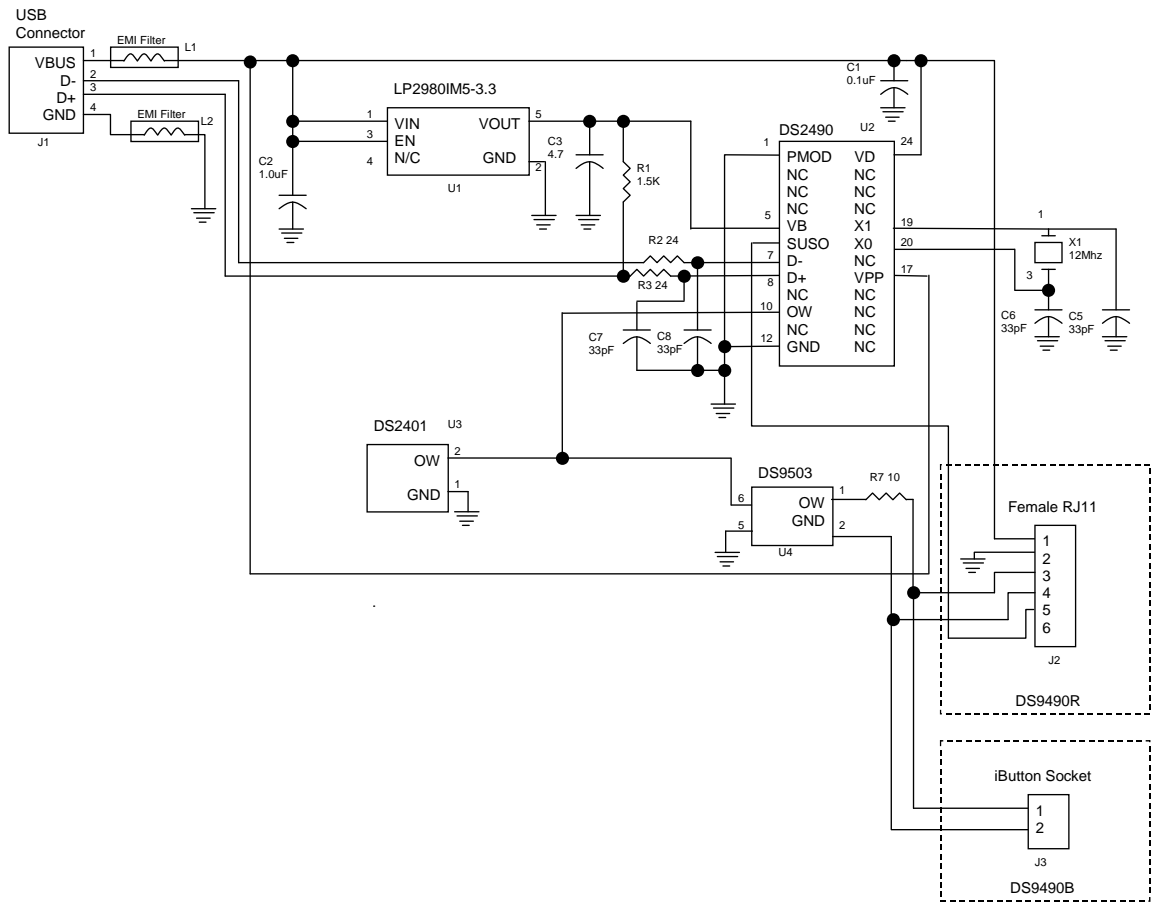 USB
Connector
VBUS
D-
D+
GND
1
2
3
4
J1
EMI Filter
L1
EMI Filter
L2
C2
1.0uF
LP2980IM5-3.3
1
3
4
VIN
EN
N/C
VOUT
GND
5
2
U1
C3
4.7
R1
1.5K
C1
0.1uF
DS2490
U2
1
5
7
8
10
12
PMOD
NC
NC
NC
VB
SUSO
D-
D+
NC
OW
NC
GND
VD
NC
NC
NC
X1
X0
NC
VPP
NC
NC
NC
NC
24
19
20
17
1
X1
12Mhz
3
C6
33pF
C5
33pF
R2 24
R3 24
C7
33pF
C8
33pF
DS2401
U3
OW
GND
2
1
DS9503
6
5
OW
GND
1
2
U4
R7 10
Female RJ11
1
2
3
4
5
6
J2
DS9490R
iButton Socket
1
2
J3
DS9490B